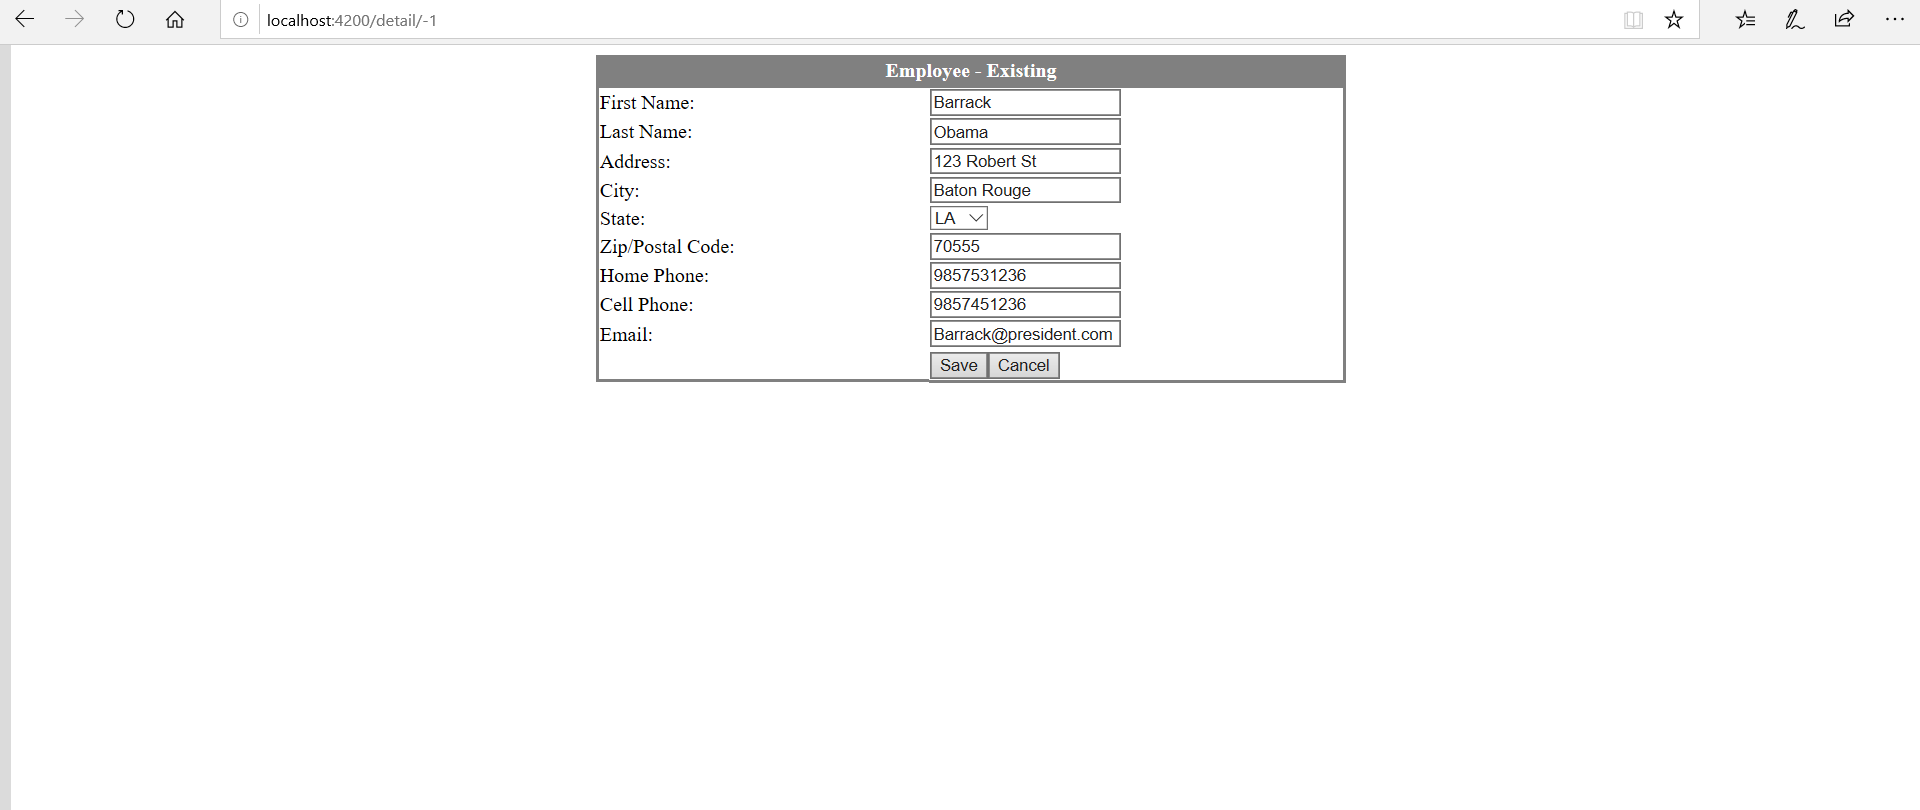 localhost:4200/detail/-1
Employee - Existing
First Name: Barrack
Last Name: Obama
Address: 123 Robert St
City: Baton Rouge
State: LA
Zip/Postal Code: 70555
Home Phone: 9857531236
Cell Phone: 9857451236
Email: Barrack@president.com
Save Cancel